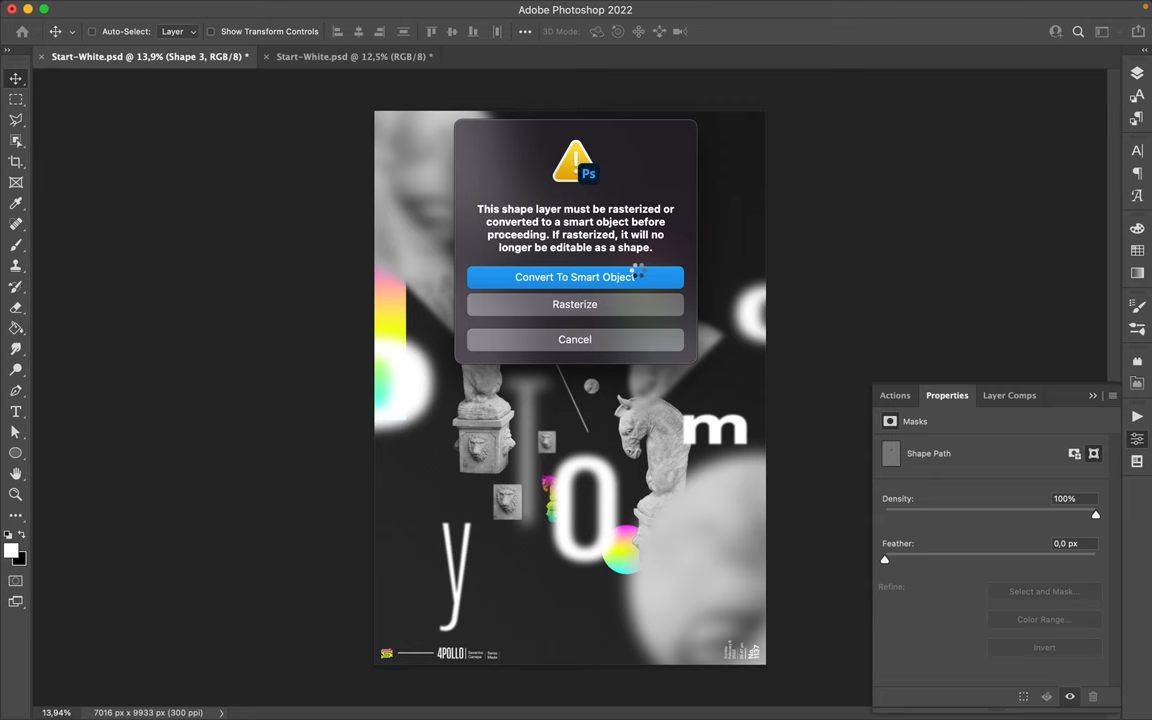 Adobe Photoshop 2022
Auto-Select:
Layer
Show Transform Controls
3D Mode:
Start-White.psd @ 13,9% (Shape 3, RGB/8) *
Start-White.psd @ 12,5% (RGB/8) *
Ps
This shape layer must be rasterized or
converted to a smart object before
proceeding. If rasterized, it will no
longer be editable as a shape.
Convert To Smart Object
Rasterize
Cancel
m
T
O
y
4POLLO
No.
1137
Actions
Properties
Layer Comps
Masks
Shape Path
Density:
100%
Feather:
0,0 px
Refine:
Select and Mask...
Color Range...
Invert
13,94%
7016 px x 9933 px (300 ppi)